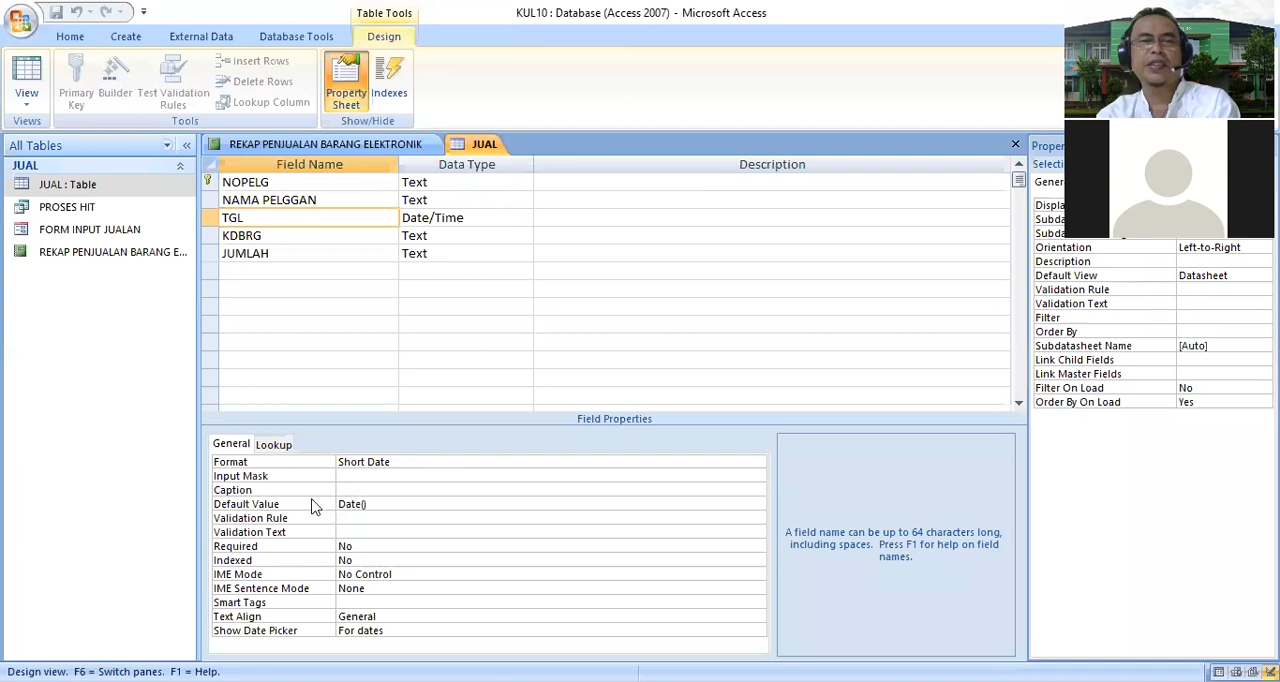 Table Tools
KUL10 : Database (Access 2007) - Microsoft Access
Home
Create
External Data
Database Tools
Design
View
Primary Key
Builder
Test Validation Rules
Insert Rows
Delete Rows
Lookup Column
Property Sheet
Indexes
Views
Tools
Show/Hide
All Tables
JUAL
JUAL : Table
PROSES HIT
FORM INPUT JUALAN
REKAP PENJUALAN BARANG E...
REKAP PENJUALAN BARANG ELEKTRONIK
JUAL
Field Name
Data Type
Description
NOPELG
Text
NAMA PELGGAN
Text
TGL
Date/Time
KDBRG
Text
JUMLAH
Text
Field Properties
General
Lookup
Format
Short Date
Input Mask
Caption
Default Value
Date()
Validation Rule
Validation Text
Required
No
Indexed
No
IME Mode
No Control
IME Sentence Mode
None
Smart Tags
Text Align
General
Show Date Picker
For dates
A field name can be up to 64 characters long, including spaces. Press F1 for help on field names.
Orientation
Left-to-Right
Description
Default View
Datasheet
Validation Rule
Validation Text
Filter
Order By
Subdatasheet Name
[Auto]
Link Child Fields
Link Master Fields
Filter On Load
No
Order By On Load
Yes
Design view. F6 = Switch panes. F1 = Help.